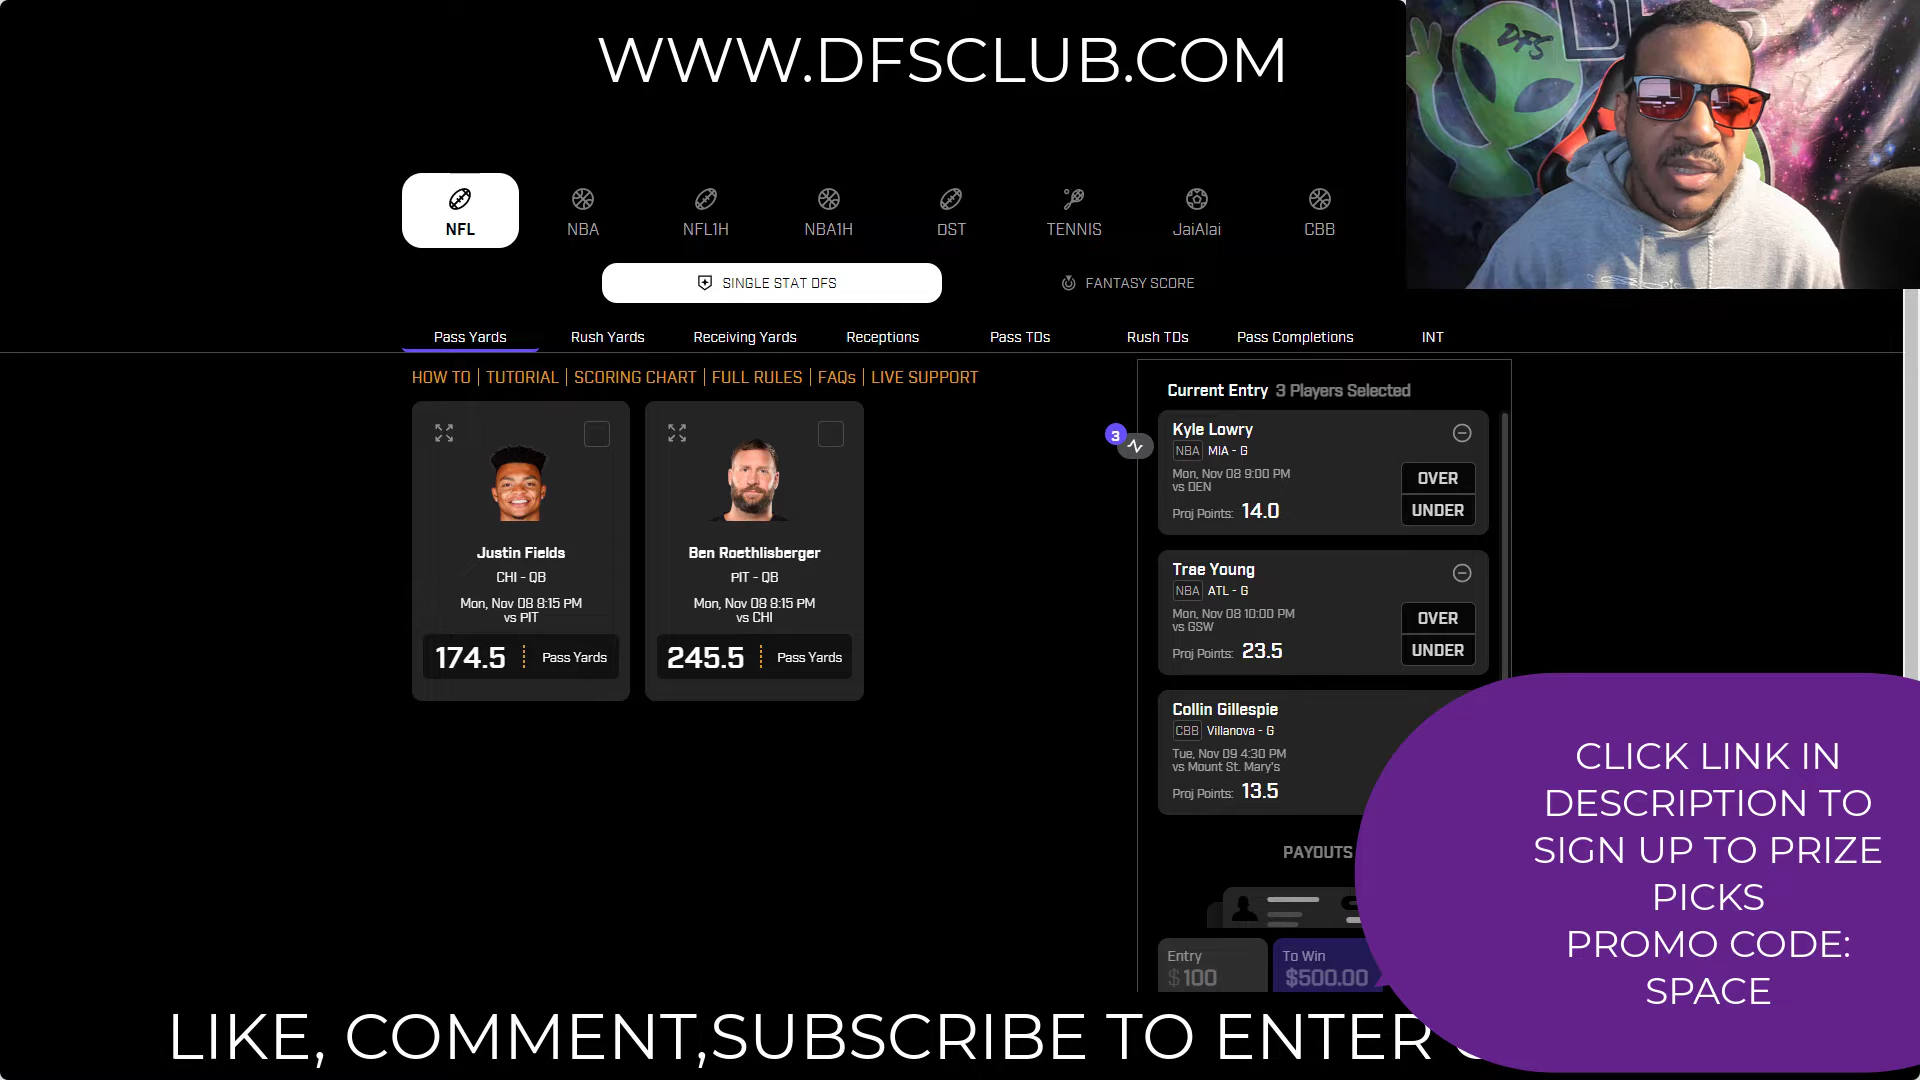 WWW.DFSCLUB.COM
DFS
NFL
NBA
NFL1H
NBA1H
DST
TENNIS
JaiAlai
CBB
SINGLE STAT DFS
FANTASY SCORE
Pass Yards
Rush Yards
Receiving Yards
Receptions
Pass TDs
Rush TDs
Pass Completions
INT
HOW TO | TUTORIAL | SCORING CHART | FULL RULES | FAQs | LIVE SUPPORT
Justin Fields
CHI - QB
Mon, Nov 08 8:15 PM
vs PIT
174.5 Pass Yards
Ben Roethlisberger
PIT - QB
Mon, Nov 08 8:15 PM
vs CHI
245.5 Pass Yards
Current Entry 3 Players Selected
3
Kyle Lowry
NBA MIA - G
Mon, Nov 08 9:00 PM
vs DEN
Proj Points: 14.0
OVER
UNDER
Trae Young
NBA ATL - G
Mon, Nov 08 10:00 PM
vs GSW
Proj Points: 23.5
OVER
UNDER
Collin Gillespie
CBB Villanova - G
Tue, Nov 09 4:30 PM
vs Mount St. Mary's
Proj Points: 13.5
PAYOUTS
Entry
$100
To Win
$500.00
CLICK LINK IN
DESCRIPTION TO
SIGN UP TO PRIZE
PICKS
PROMO CODE:
SPACE
LIKE, COMMENT,SUBSCRIBE TO ENTER